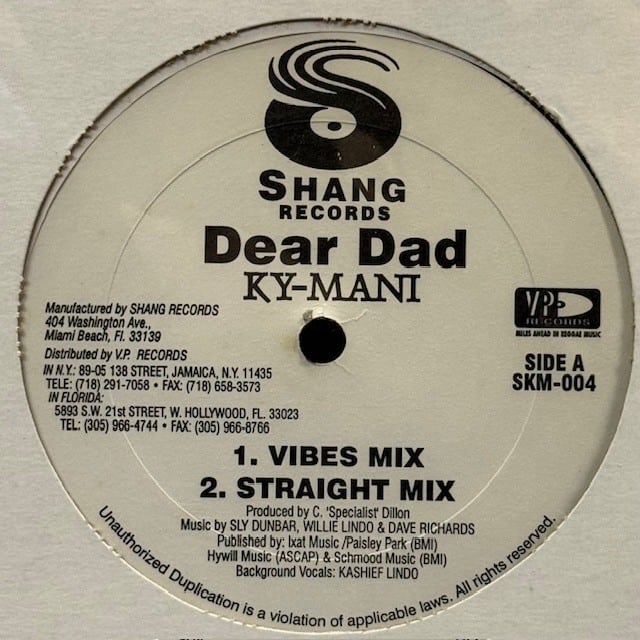 SHANG
RECORDS
Dear Dad
KY-MANI
Manufactured by SHANG RECORDS
404 Washington Ave.,
Miami Beach, Fl. 33139
Distributed by V.P. RECORDS
IN N.Y.: 89-05 138 STREET, JAMAICA, N.Y. 11435
TELE: (718) 291-7058 • FAX: (718) 658-3573
IN FLORIDA:
5893 S.W. 21st STREET, W. HOLLYWOOD, FL. 33023
TEL: (305) 966-4744 • FAX: (305) 966-8766
VP
RECORDS
MILES AHEAD IN REGGAE MUSIC
SIDE A
SKM-004
1. VIBES MIX
2. STRAIGHT MIX
Produced by C. 'Specialist' Dillon
Music by SLY DUNBAR, WILLIE LINDO & DAVE RICHARDS
Published by: Ixat Music /Paisley Park (BMI)
Hywill Music (ASCAP) & Schmood Music (BMI)
Background Vocals: KASHIEF LINDO
Unauthorized Duplication is a violation of applicable laws. All rights reserved.